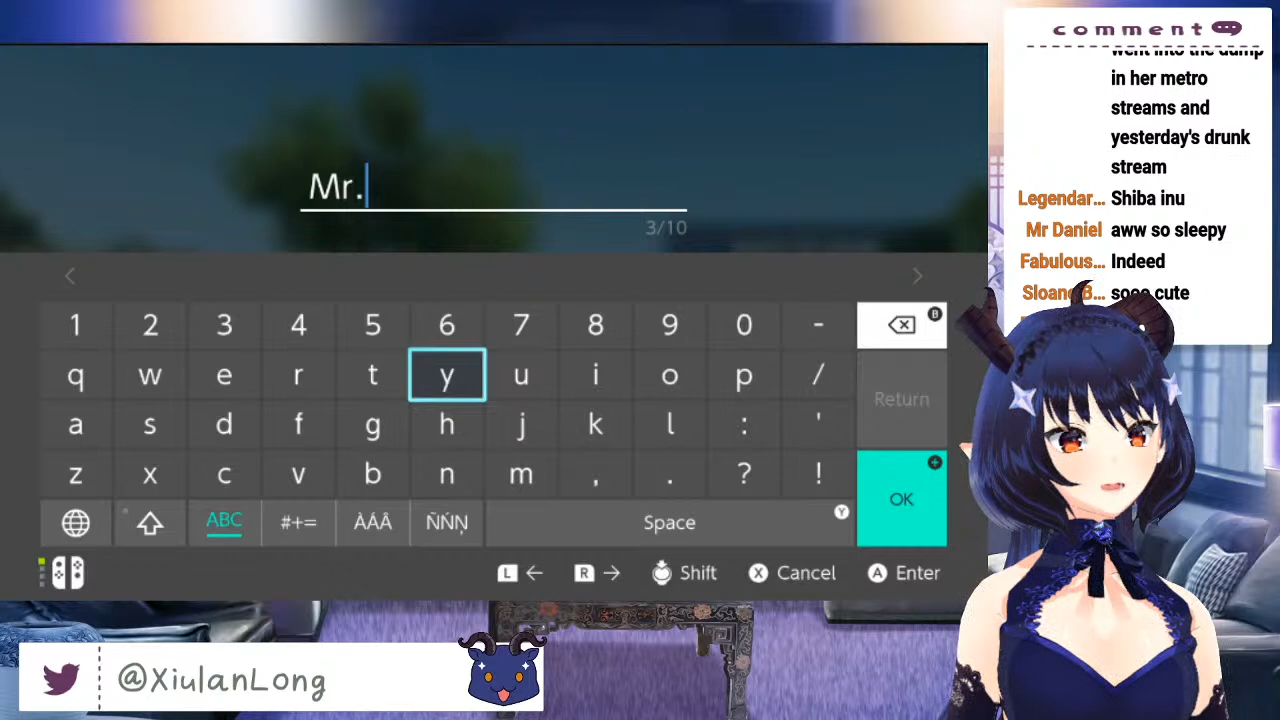 comment
went into the dump
in her metro
streams and
yesterday's drunk
stream
Legendar... Shiba inu
Mr Daniel aww so sleepy
Fabulous... Indeed
Sloane B... sooo cute
Mr.
3/10
1 2 3 4 5 6 7 8 9 0 - B
q w e r t y u i o p / Return
a s d f g h j k l : '
z x c v b n m , . ? ! OK
ABC #+= ÀÁÂ ÑŃŅ Space Y
L ← R → Shift X Cancel A Enter
@XiulanLong